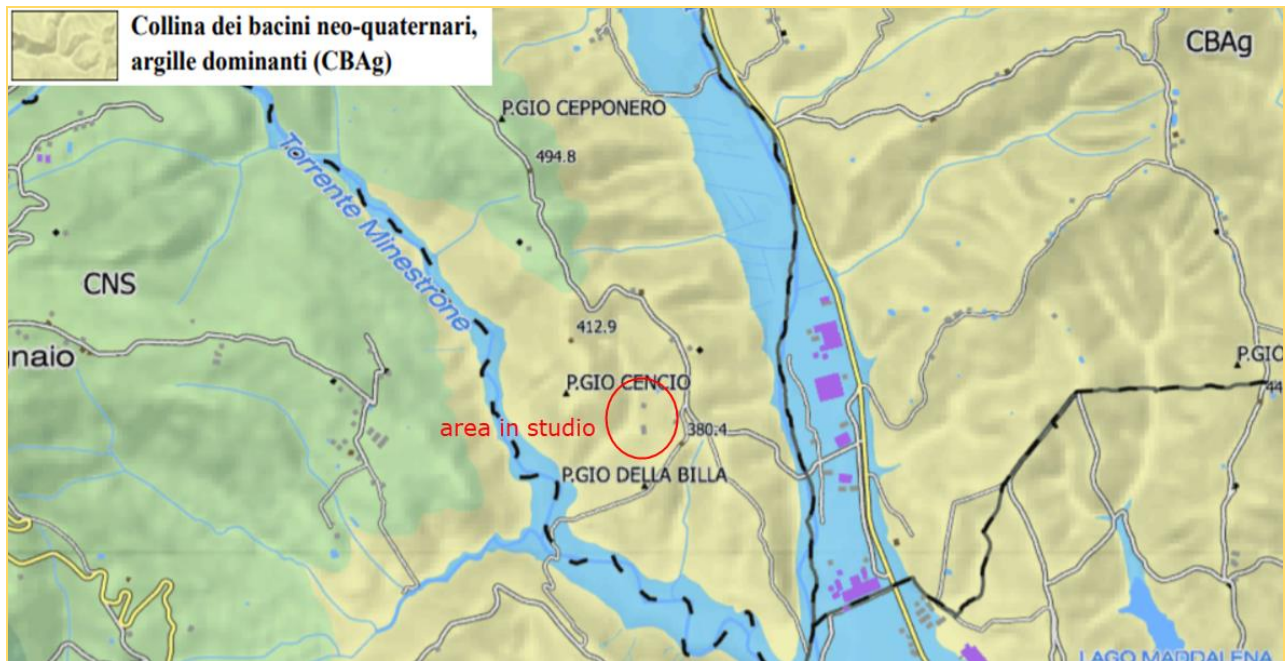 Collina dei bacini neo-quaternari,
argille dominanti (CBAg)
CBAg
P.GIO CEPPONERO
494.8
Torrente Minestrone
CNS
412.9
naio
P.GIO CENCIO
P.GIO
44
area in studio
380.4
P.GIO DELLA BILLA
LAGO MADDALENA